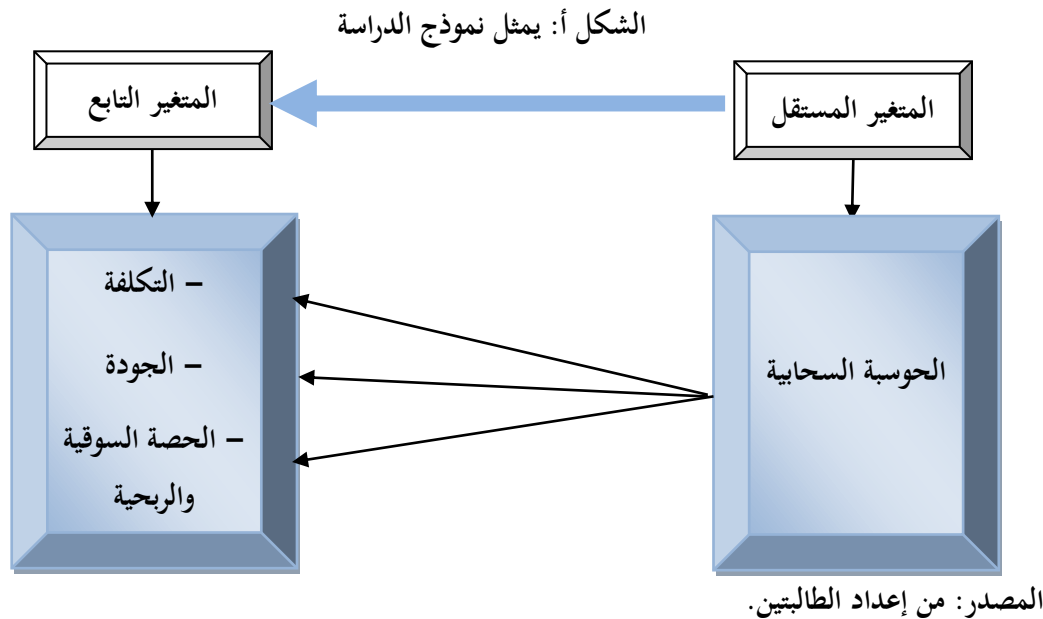 الشكل أ: يمثل نموذج الدراسة
المتغير المستقل
المتغير التابع
الحوسبة السحابية
– التكلفة
– الجودة
– الحصة السوقية
والربحية
المصدر: من إعداد الطالبتين.